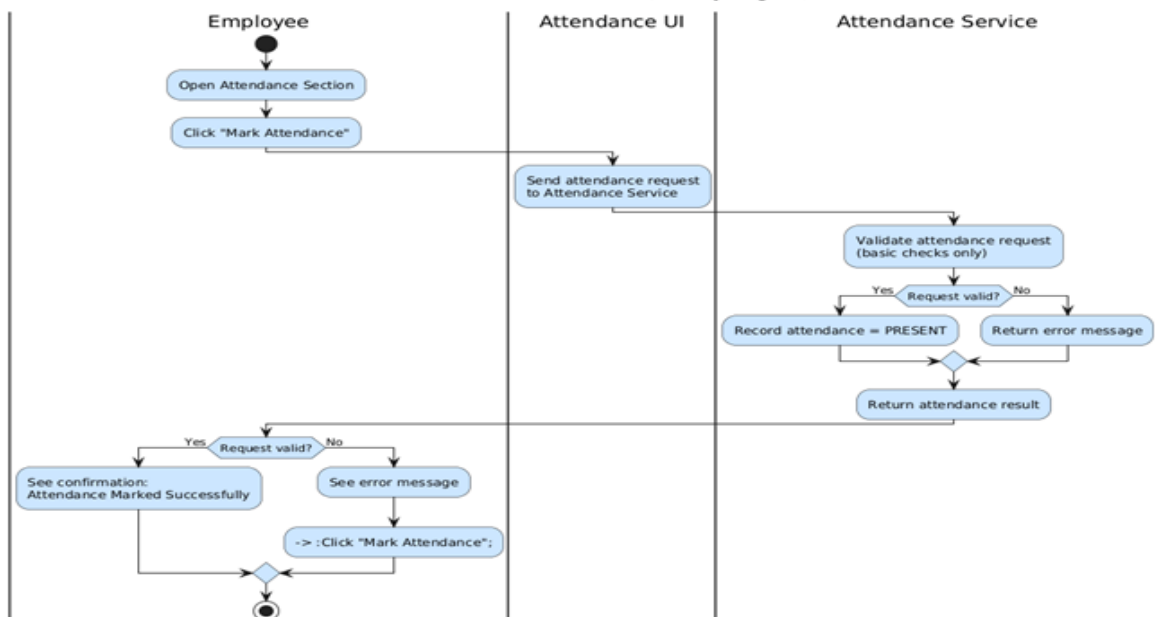 Employee
Attendance UI
Attendance Service
Open Attendance Section
Click "Mark Attendance"
Send attendance request
to Attendance Service
Validate attendance request
(basic checks only)
Yes
Request valid?
No
Record attendance = PRESENT
Return error message
Return attendance result
Yes
Request valid?
No
See confirmation:
Attendance Marked Successfully
See error message
-> :Click "Mark Attendance";